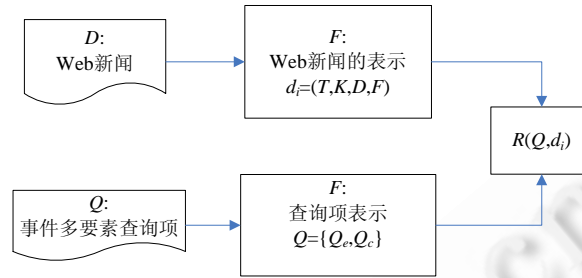 D:
Web新闻
F:
Web新闻的表示
di=(T,K,D,F)
R(Q,di)
Q:
事件多要素查询项
F:
查询项表示
Q={Qe,Qc}